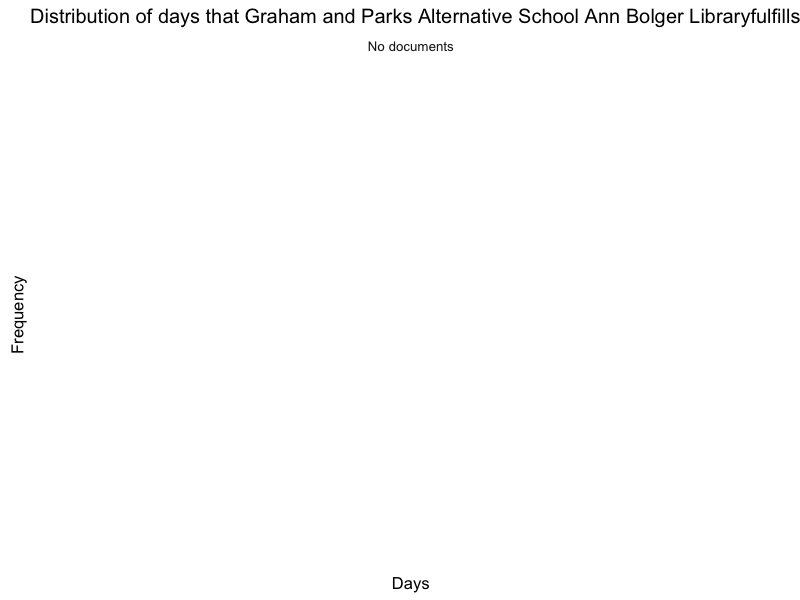 Distribution of days that Graham and Parks Alternative School Ann Bolger Libraryfulfills
No documents
Frequency
Days